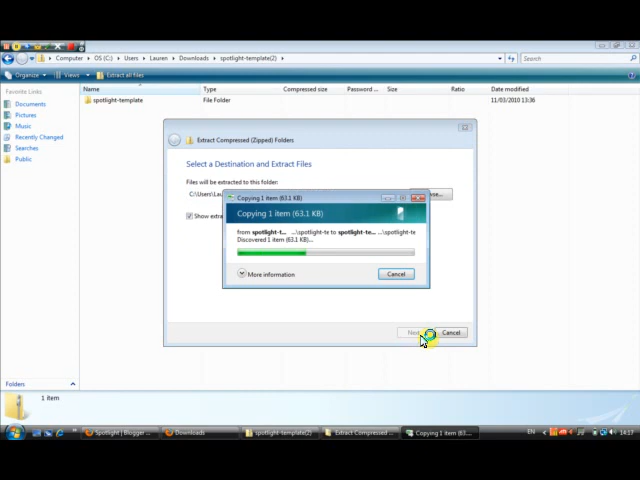 Computer ▸ OS (C:) ▸ Users ▸ Lauren ▸ Downloads ▸ spotlight-template(2) ▸
Search
Organize Views Extract all files
Favorite Links
Name Type Compressed size Password ... Size Ratio Date modified
spotlight-template File Folder 11/03/2010 13:36
Documents
Pictures
Music
Recently Changed
Searches
Public
Extract Compressed (Zipped) Folders
Select a Destination and Extract Files
Files will be extracted to this folder:
C:\Users\Lau
Show extra
Copying 1 item (63.1 KB)
Copying 1 item (63.1 KB)
from spotlight-t... ...\spotlight-te to spotlight-te... ...\spotlight-te
Discovered 1 item (63.1 KB)...
More information Cancel
Cancel
Folders
1 item
Spotlight | Blogger ... Downloads spotlight-template(2) Extract Compressed ... Copying 1 item (63.... EN 14:17